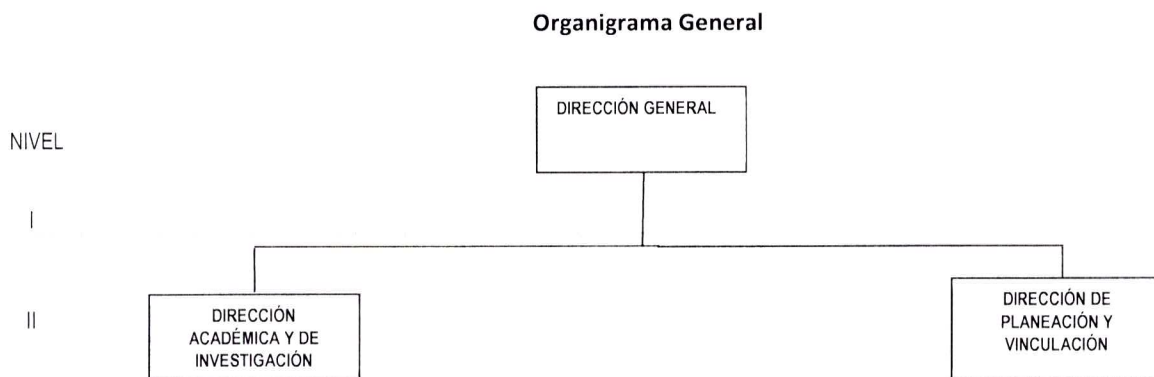 Organigrama General
DIRECCIÓN GENERAL
NIVEL
I
II
DIRECCIÓN
ACADÉMICA Y DE
INVESTIGACIÓN
DIRECCIÓN DE
PLANEACIÓN Y
VINCULACIÓN